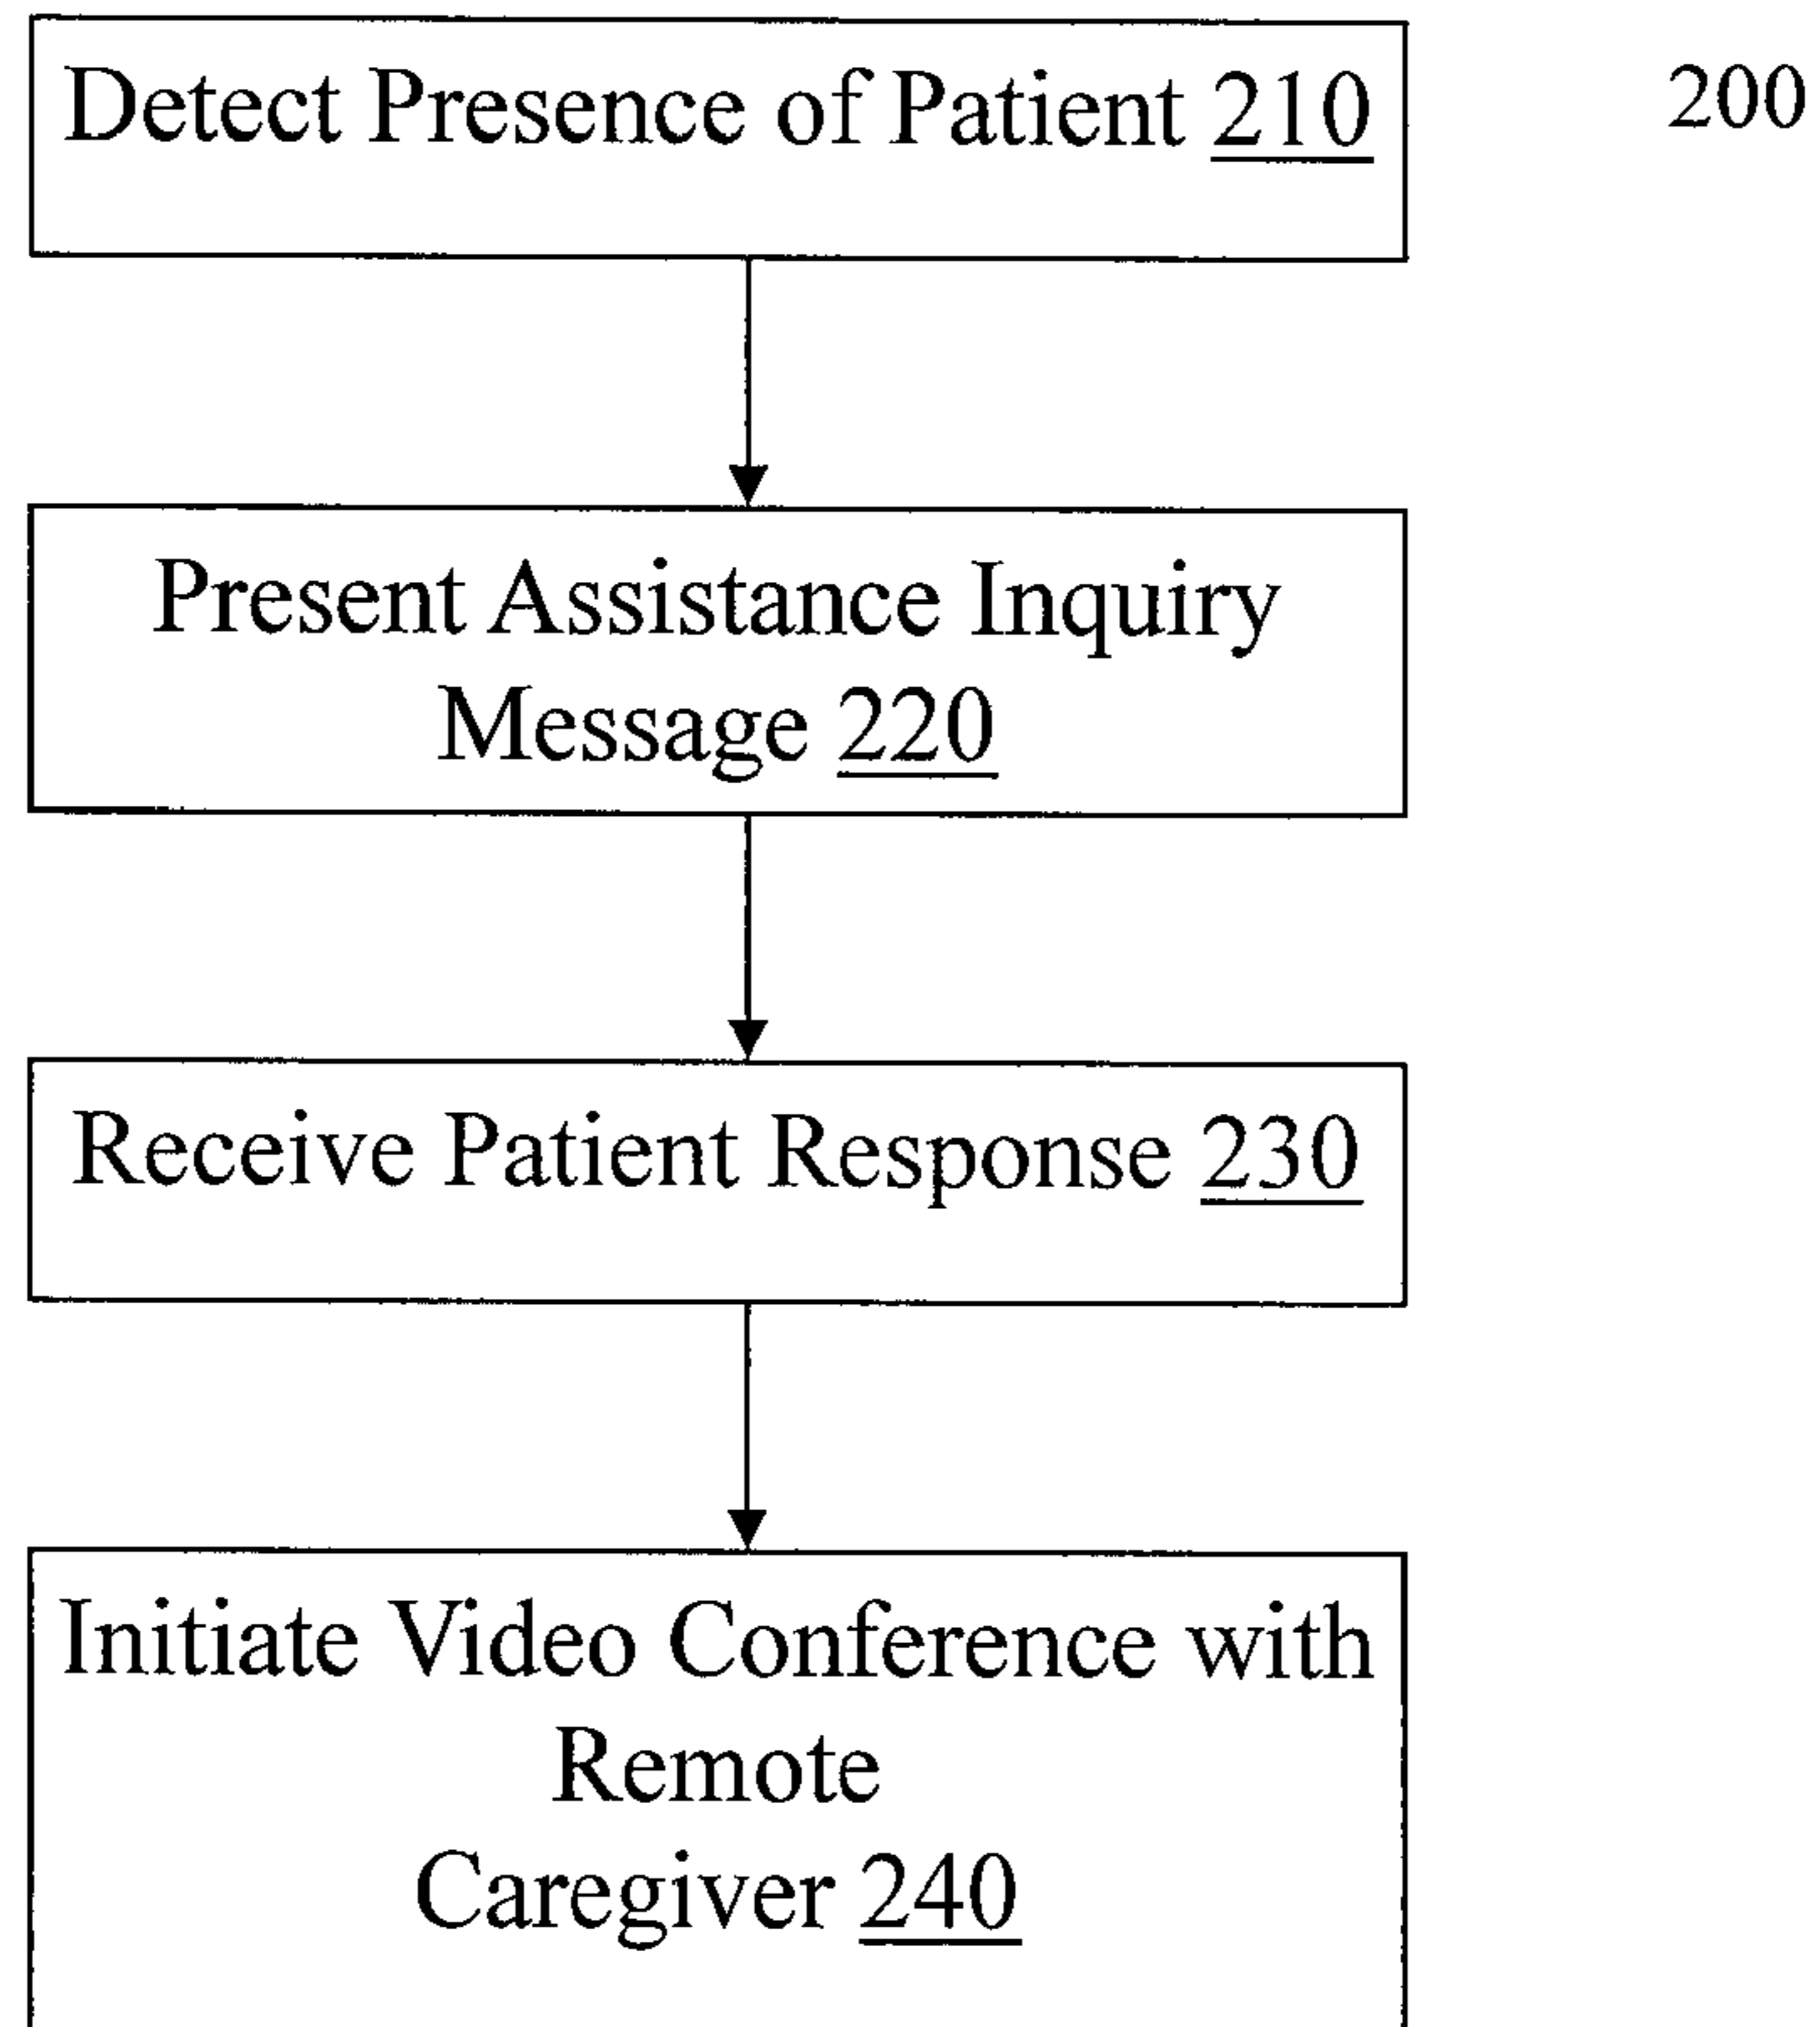 Detect Presence of Patient 210
200
Present Assistance Inquiry
Message 220
Receive Patient Response 230
Initiate Video Conference with
Remote
Caregiver 240